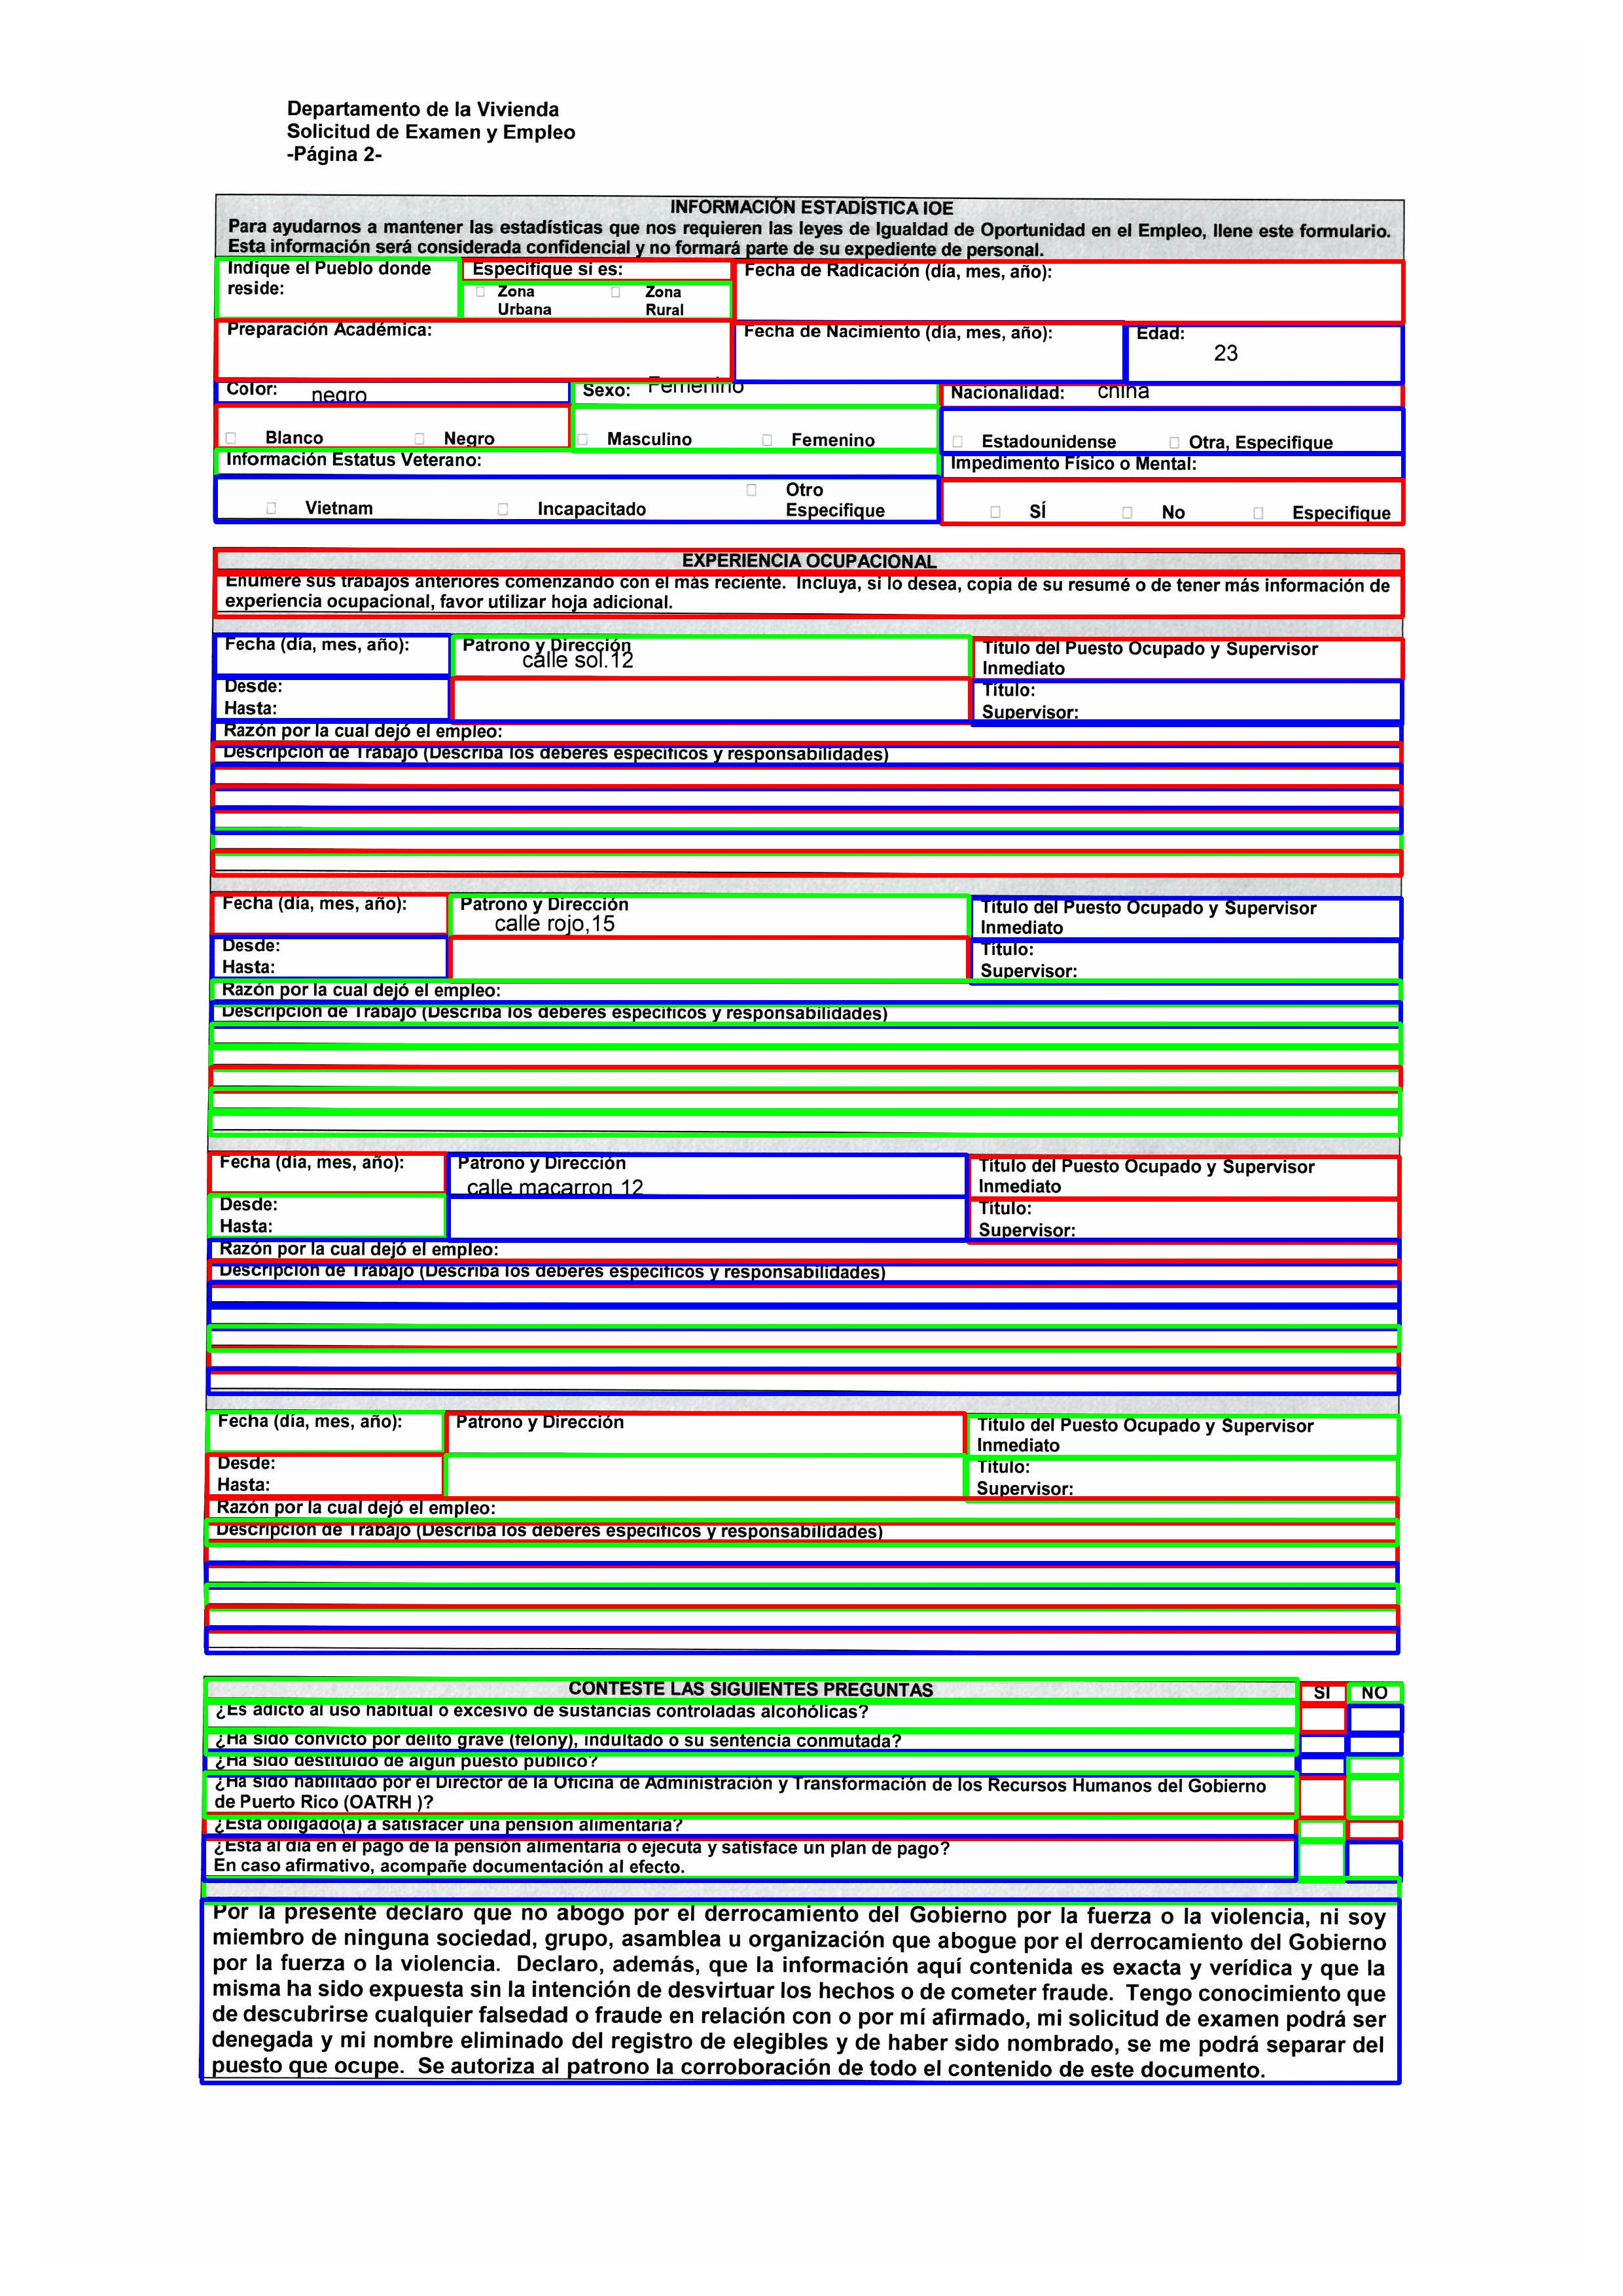 Departamento de la Vivienda
Solicitud de Examen y Empleo
-Página 2-
INFORMACIÓN ESTADÍSTICA IOE
Para ayudarnos a mantener las estadísticas que nos requieren las leyes de Igualdad de Oportunidad en el Empleo, llene este formulario.
Esta información será considerada confidencial y no formará parte de su expediente de personal.
Indique el Pueblo donde reside:
Especifique si es:
Zona Urbana
Zona Rural
Fecha de Radicación (día, mes, año):
Preparación Académica:
Fecha de Nacimiento (día, mes, año):
Edad:
23
Color: negro
Sexo: Femenino
Nacionalidad: china
Blanco Negro
Masculino Femenino
Estadounidense Otra, Especifique
Información Estatus Veterano:
Impedimento Físico o Mental:
Vietnam Incapacitado Otro Especifique
SÍ No Especifique
EXPERIENCIA OCUPACIONAL
Enumere sus trabajos anteriores comenzando con el más reciente. Incluya, si lo desea, copia de su resumé o de tener más información de
experiencia ocupacional, favor utilizar hoja adicional.
Fecha (día, mes, año):
Patrono y Dirección
calle sol.12
Título del Puesto Ocupado y Supervisor
Inmediato
Desde:
Hasta:
Título:
Supervisor:
Razón por la cual dejó el empleo:
Descripción de Trabajo (Describa los deberes específicos y responsabilidades)
Fecha (día, mes, año):
Patrono y Dirección
calle rojo,15
Título del Puesto Ocupado y Supervisor
Inmediato
Desde:
Hasta:
Título:
Supervisor:
Razón por la cual dejó el empleo:
Descripción de Trabajo (Describa los deberes específicos y responsabilidades)
Fecha (día, mes, año):
Patrono y Dirección
calle macarron 12
Título del Puesto Ocupado y Supervisor
Inmediato
Desde:
Hasta:
Título:
Supervisor:
Razón por la cual dejó el empleo:
Descripción de Trabajo (Describa los deberes específicos y responsabilidades)
Fecha (día, mes, año):
Patrono y Dirección
Título del Puesto Ocupado y Supervisor
Inmediato
Desde:
Hasta:
Título:
Supervisor:
Razón por la cual dejó el empleo:
Descripción de Trabajo (Describa los deberes específicos y responsabilidades)
CONTESTE LAS SIGUIENTES PREGUNTAS SI NO
¿Es adicto al uso habitual o excesivo de sustancias controladas alcohólicas?
¿Ha sido convicto por delito grave (felony), indultado o su sentencia conmutada?
¿Ha sido destituido de algún puesto público?
¿Ha sido habilitado por el Director de la Oficina de Administración y Transformación de los Recursos Humanos del Gobierno
de Puerto Rico (OATRH )?
¿Está obligado(a) a satisfacer una pensión alimentaria?
¿Está al día en el pago de la pensión alimentaria o ejecuta y satisface un plan de pago?
En caso afirmativo, acompañe documentación al efecto.
Por la presente declaro que no abogo por el derrocamiento del Gobierno por la fuerza o la violencia, ni soy
miembro de ninguna sociedad, grupo, asamblea u organización que abogue por el derrocamiento del Gobierno
por la fuerza o la violencia. Declaro, además, que la información aquí contenida es exacta y verídica y que la
misma ha sido expuesta sin la intención de desvirtuar los hechos o de cometer fraude. Tengo conocimiento que
de descubrirse cualquier falsedad o fraude en relación con o por mí afirmado, mi solicitud de examen podrá ser
denegada y mi nombre eliminado del registro de elegibles y de haber sido nombrado, se me podrá separar del
puesto que ocupe. Se autoriza al patrono la corroboración de todo el contenido de este documento.